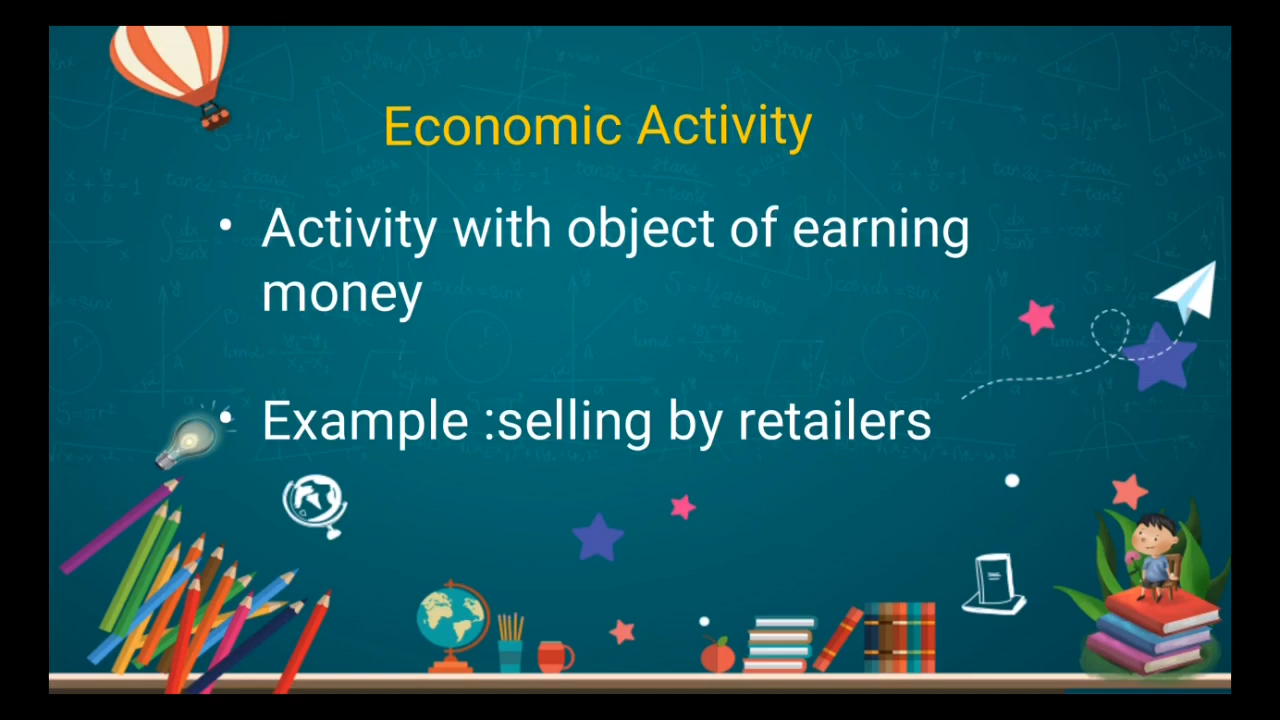 Economic Activity
• Activity with object of earning
money
• Example :selling by retailers